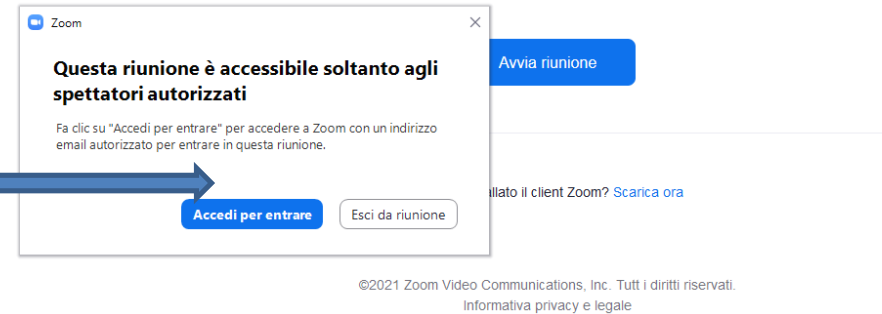 Zoom
Questa riunione è accessibile soltanto agli
spettatori autorizzati
Fa clic su "Accedi per entrare" per accedere a Zoom con un indirizzo
email autorizzato per entrare in questa riunione.
Accedi per entrare
Esci da riunione
Avvia riunione
il client Zoom? Scarica ora
©2021 Zoom Video Communications, Inc. Tutt i diritti riservati.
Informativa privacy e legale